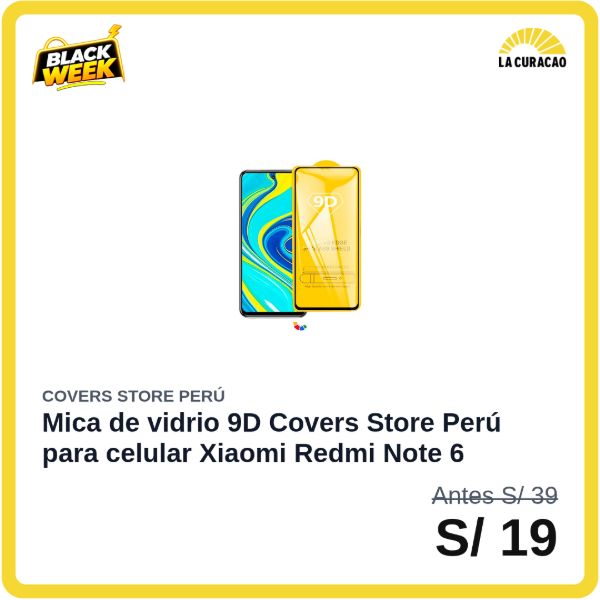 BLACK
WEEK
LA CURACAO
9D
COVERS STORE PERÚ
Mica de vidrio 9D Covers Store Perú
para celular Xiaomi Redmi Note 6
Antes S/ 39
S/ 19